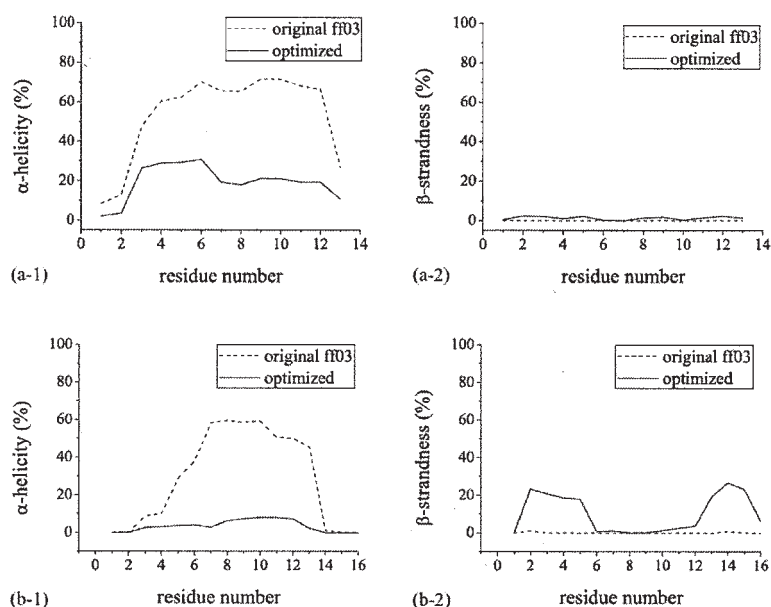 original ff03
optimized
α-helicity (%)
100
80
60
40
20
0
0 2 4 6 8 10 12 14
residue number
(a-1)
original ff03
optimized
β-strandness (%)
100
80
60
40
20
0
0 2 4 6 8 10 12 14
residue number
(a-2)
original ff03
optimized
α-helicity (%)
100
80
60
40
20
0
0 2 4 6 8 10 12 14 16
residue number
(b-1)
original ff03
optimized
β-strandness (%)
100
80
60
40
20
0
0 2 4 6 8 10 12 14 16
residue number
(b-2)